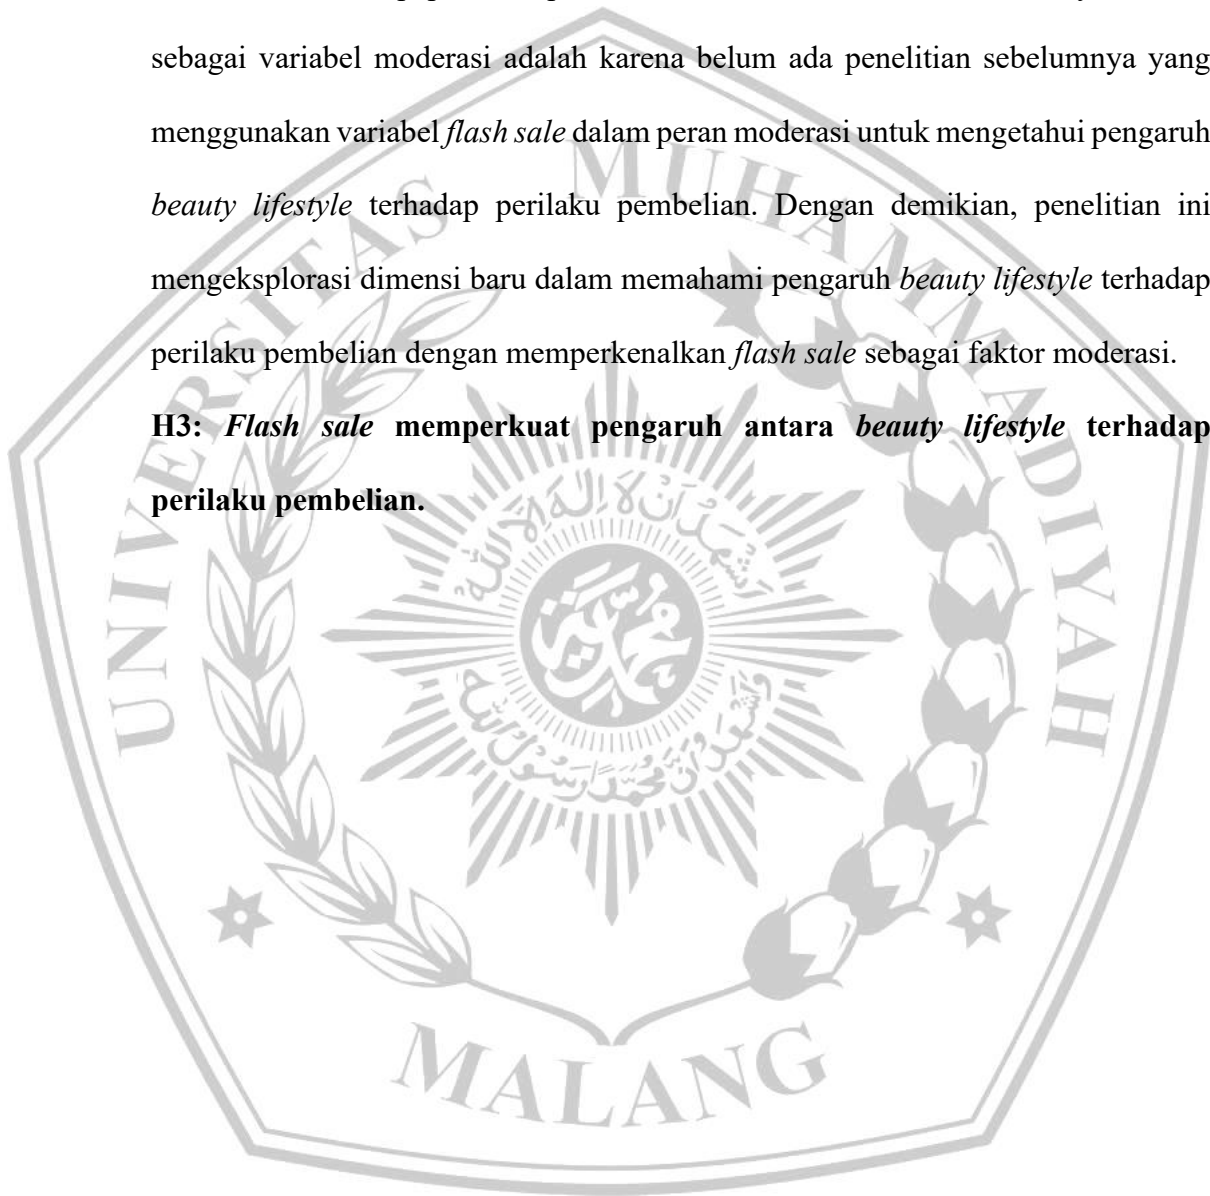 sebagai variabel moderasi adalah karena belum ada penelitian sebelumnya yang
menggunakan variabel flash sale dalam peran moderasi untuk mengetahui pengaruh
beauty lifestyle terhadap perilaku pembelian. Dengan demikian, penelitian ini
mengeksplorasi dimensi baru dalam memahami pengaruh beauty lifestyle terhadap
perilaku pembelian dengan memperkenalkan flash sale sebagai faktor moderasi.
H3: Flash sale memperkuat pengaruh antara beauty lifestyle terhadap
perilaku pembelian.
UNIVERSITAS MUHAMMADIYAH
MALANG